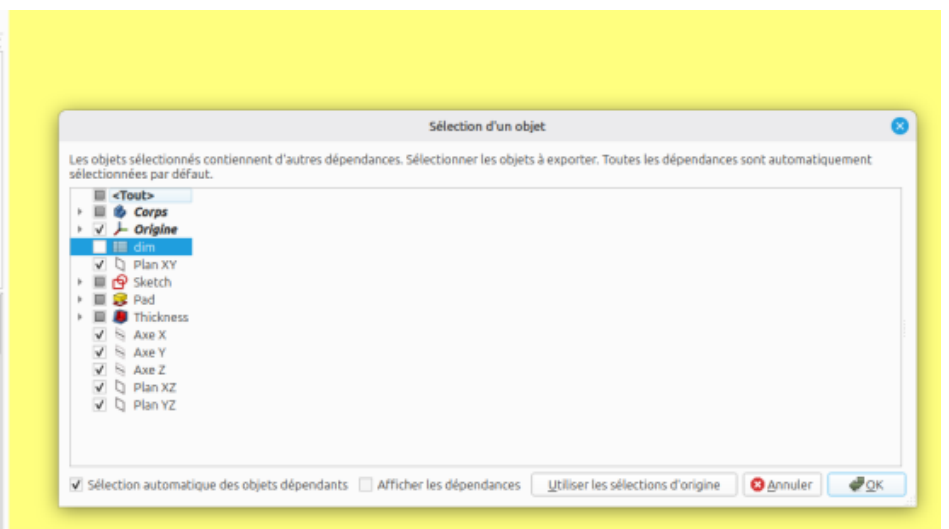 Sélection d'un objet
Les objets sélectionnés contiennent d'autres dépendances. Sélectionner les objets à exporter. Toutes les dépendances sont automatiquement
sélectionnées par défaut.
<Tout>
Corps
Origine
dim
Plan XY
Sketch
Pad
Thickness
Axe X
Axe Y
Axe Z
Plan XZ
Plan YZ
Sélection automatique des objets dépendants Afficher les dépendances Utiliser les sélections d'origine Annuler OK